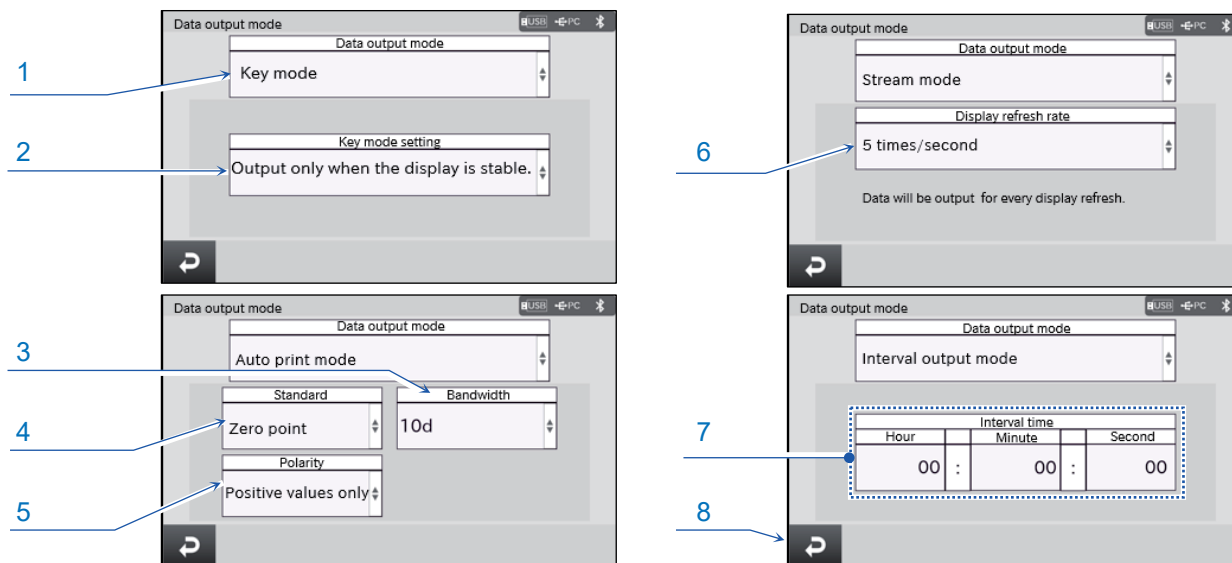 Data output mode
USB PC
Data output mode
1
Key mode
Key mode setting
2
Output only when the display is stable.
Data output mode
USB PC
Data output mode
Stream mode
Display refresh rate
6
5 times/second
Data will be output for every display refresh.
Data output mode
USB PC
Data output mode
3
Auto print mode
Standard
Bandwidth
4
Zero point
10d
Polarity
5
Positive values only
Data output mode
USB PC
Data output mode
Interval output mode
7
Interval time
Hour Minute Second
00 : 00 : 00
8